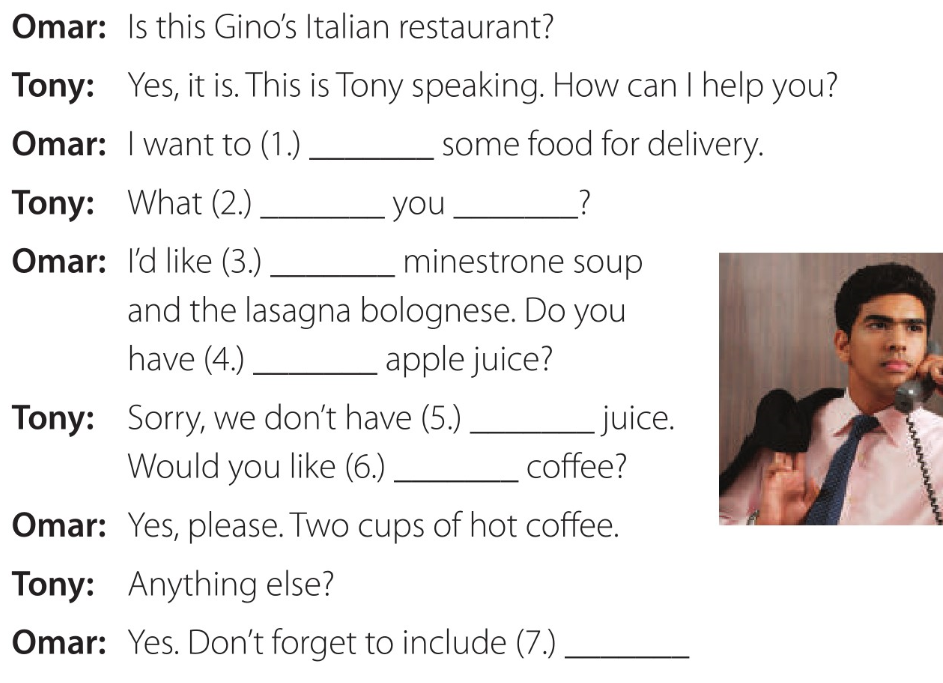 Omar: Is this Gino's Italian restaurant?
Tony: Yes, it is. This is Tony speaking. How can I help you?
Omar: I want to (1.) ________ some food for delivery.
Tony: What (2.) ________ you ________?
Omar: I'd like (3.) ________ minestrone soup
and the lasagna bolognese. Do you
have (4.) ________ apple juice?
Tony: Sorry, we don't have (5.) ________ juice.
Would you like (6.) ________ coffee?
Omar: Yes, please. Two cups of hot coffee.
Tony: Anything else?
Omar: Yes. Don't forget to include (7.) ________